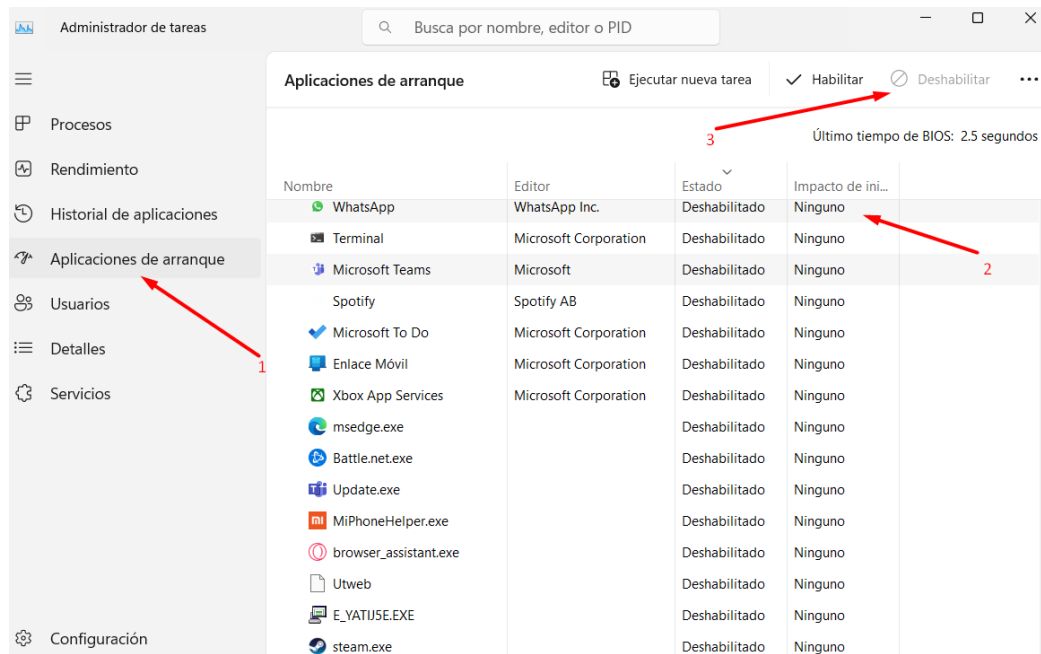 Administrador de tareas
Busca por nombre, editor o PID
Aplicaciones de arranque
Ejecutar nueva tarea
Habilitar
Deshabilitar
Procesos
Rendimiento
Historial de aplicaciones
Aplicaciones de arranque
Usuarios
Detalles
Servicios
Configuración
1
3
Último tiempo de BIOS: 2.5 segundos
Nombre Editor Estado Impacto de ini...
WhatsApp WhatsApp Inc. Deshabilitado Ninguno
Terminal Microsoft Corporation Deshabilitado Ninguno
2
Microsoft Teams Microsoft Deshabilitado Ninguno
Spotify Spotify AB Deshabilitado Ninguno
Microsoft To Do Microsoft Corporation Deshabilitado Ninguno
Enlace Móvil Microsoft Corporation Deshabilitado Ninguno
Xbox App Services Microsoft Corporation Deshabilitado Ninguno
msedge.exe Deshabilitado Ninguno
Battle.net.exe Deshabilitado Ninguno
Update.exe Deshabilitado Ninguno
mi MiPhoneHelper.exe Deshabilitado Ninguno
browser_assistant.exe Deshabilitado Ninguno
Utweb Deshabilitado Ninguno
E_YATIJ5E.EXE Deshabilitado Ninguno
steam.exe Deshabilitado Ninguno